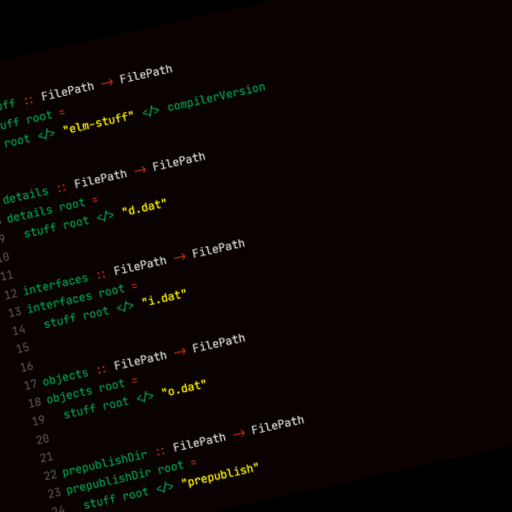 :: FilePath -> FilePath
root =
root </> "elm-stuff" </> compilerVersion
details :: FilePath -> FilePath
details root =
9 stuff root </> "d.dat"
10
11
12 interfaces :: FilePath -> FilePath
13 interfaces root =
14 stuff root </> "i.dat"
15
16
17 objects :: FilePath -> FilePath
18 objects root =
19 stuff root </> "o.dat"
20
21
22 prepublishDir :: FilePath -> FilePath
23 prepublishDir root =
24 stuff root </> "prepublish"